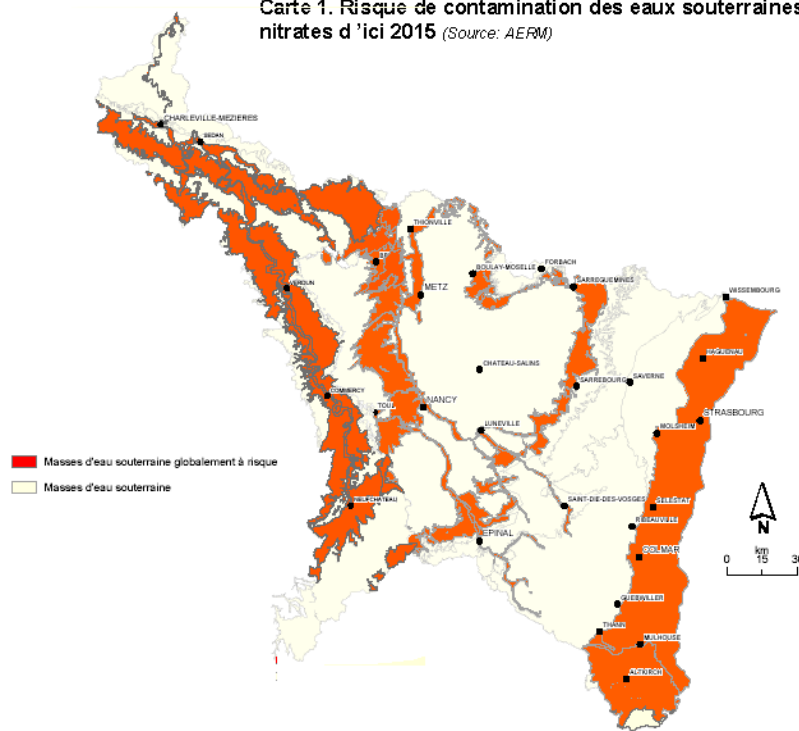 Carte 1. Risque de contamination des eaux souterraines
nitrates d 'ici 2015 (Source: AERM)
CHARLEVILLE-MEZIERES
SEDAN
THIONVILLE
BOULAY-MOSELLE
FORBACH
SARREGUEMINES
VERDUN
METZ
WISSEMBOURG
HAGUENAU
CHATEAU-SALINS
SARREBOURG
SAVERNE
COMMERCY
TOUL
NANCY
STRASBOURG
LUNEVILLE
MOLSHEIM
Masses d'eau souterraine globalement à risque
Masses d'eau souterraine
NEUFCHATEAU
SAINT-DIE-DES-VOSGES
SELESTAT
RIBEAUVILLE
EPINAL
COLMAR
N
km
0 15 30
GUEBWILLER
THANN
MULHOUSE
ALTKIRCH